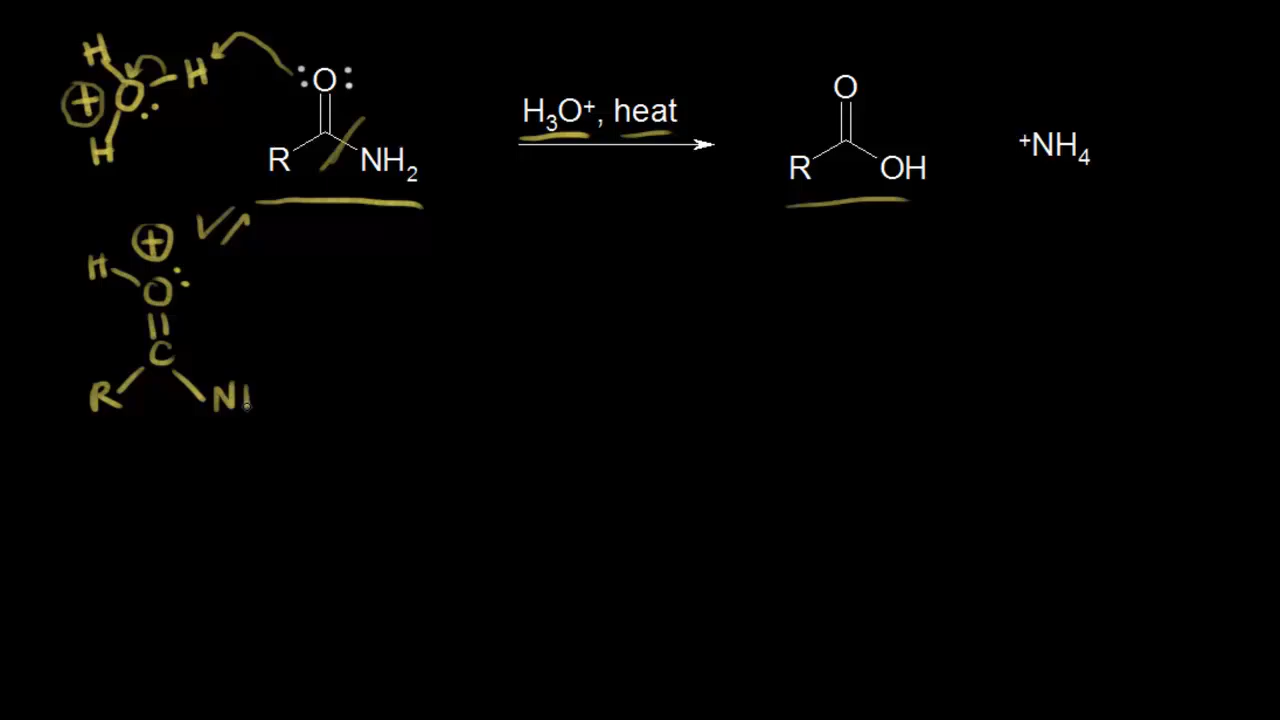 H
O H
+
H
:O:
R NH₂
H₃O⁺, heat
O
R OH
⁺NH₄
+
H O:
C
R N